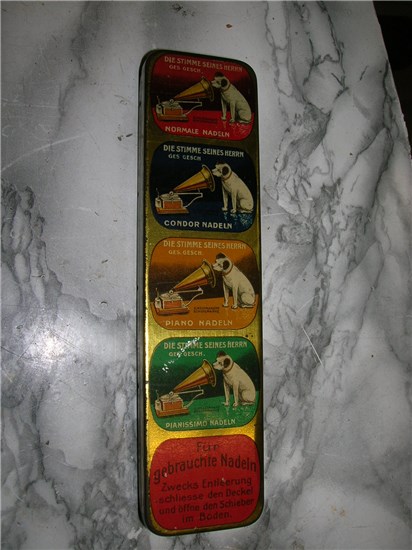 DIE STIMME SEINES HERRN
GES. GESCH.
NORMALE NADELN
DIE STIMME SEINES HERRN
GES. GESCH
CONDOR NADELN
DIE STIMME SEINES HERRN
GES. GESCH.
PIANO NADELN
DIE STIMME SEINES HERRN
GES. GESCH.
PIANISSIMO NADELN
Für
gebrauchte Nadeln
Zwecks Entleerung
schliesse den Deckel
und öffne den Schieber
im Boden.